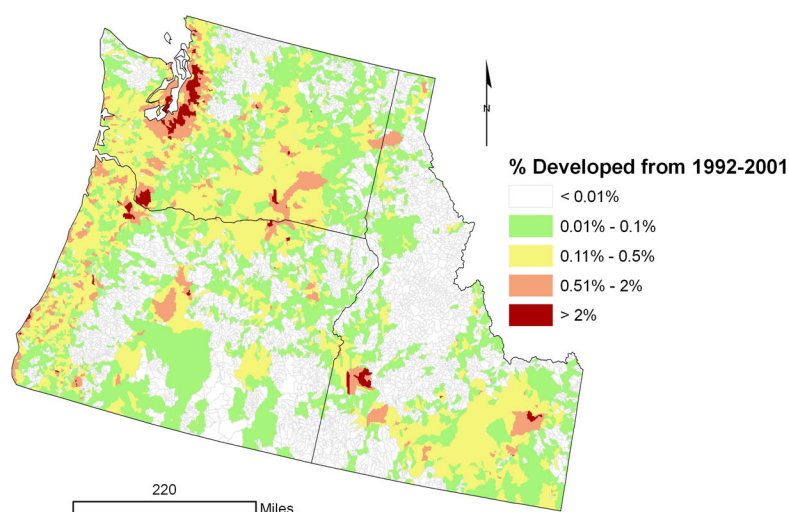 N
% Developed from 1992-2001
< 0.01%
0.01% - 0.1%
0.11% - 0.5%
0.51% - 2%
> 2%
220
Miles